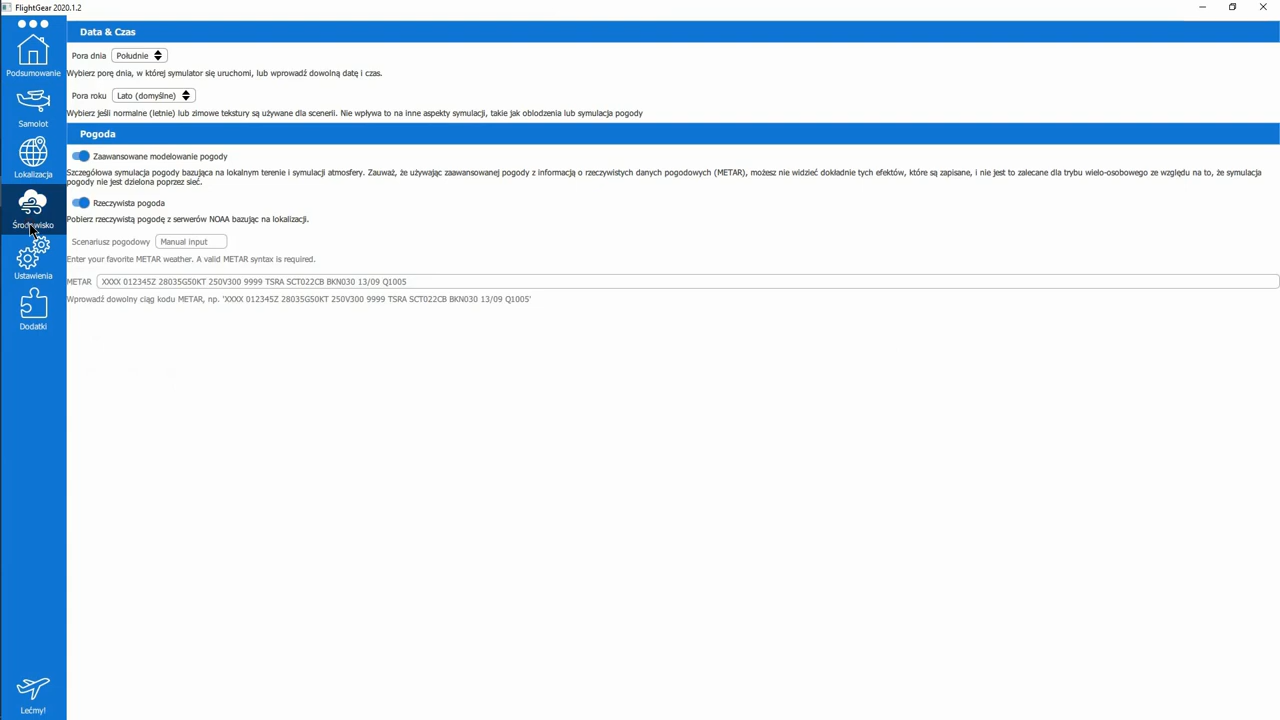 FlightGear 2020.1.2
Podsumowanie
Samolot
Lokalizacja
Środowisko
Ustawienia
Dodatki
Lećmy!
Data & Czas
Pora dnia Południe
Wybierz porę dnia, w której symulator się uruchomi, lub wprowadź dowolną datę i czas.
Pora roku Lato (domyślne)
Wybierz jeśli normalne (letnie) lub zimowe tekstury są używane dla scenerii. Nie wpływa to na inne aspekty symulacji, takie jak oblodzenia lub symulacja pogody
Pogoda
Zaawansowane modelowanie pogody
Szczegółowa symulacja pogody bazująca na lokalnym terenie i symulacji atmosfery. Zauważ, że używając zaawansowanej pogody z informacją o rzeczywistych danych pogodowych (METAR), możesz nie widzieć dokładnie tych efektów, które są zapisane, i nie jest to zalecane dla trybu wielo-osobowego ze względu na to, że symulacja
pogody nie jest dzielona poprzez sieć.
Rzeczywista pogoda
Pobierz rzeczywistą pogodę z serwerów NOAA bazując na lokalizacji.
Scenariusz pogodowy Manual input
Enter your favorite METAR weather. A valid METAR syntax is required.
METAR XXXX 012345Z 28035G50KT 250V300 9999 TSRA SCT022CB BKN030 13/09 Q1005
Wprowadź dowolny ciąg kodu METAR, np. 'XXXX 012345Z 28035G50KT 250V300 9999 TSRA SCT022CB BKN030 13/09 Q1005'